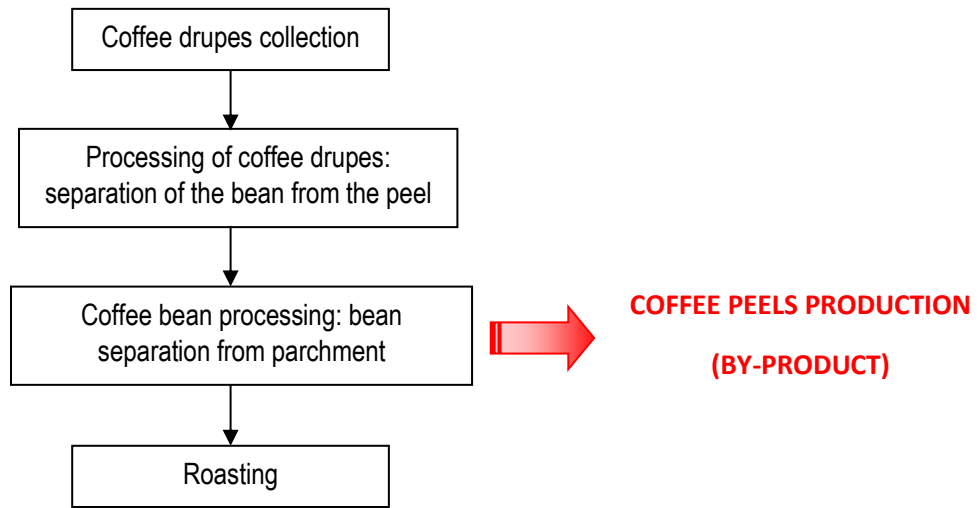 Coffee drupes collection
Processing of coffee drupes:
separation of the bean from the peel
Coffee bean processing: bean
separation from parchment
COFFEE PEELS PRODUCTION
(BY-PRODUCT)
Roasting